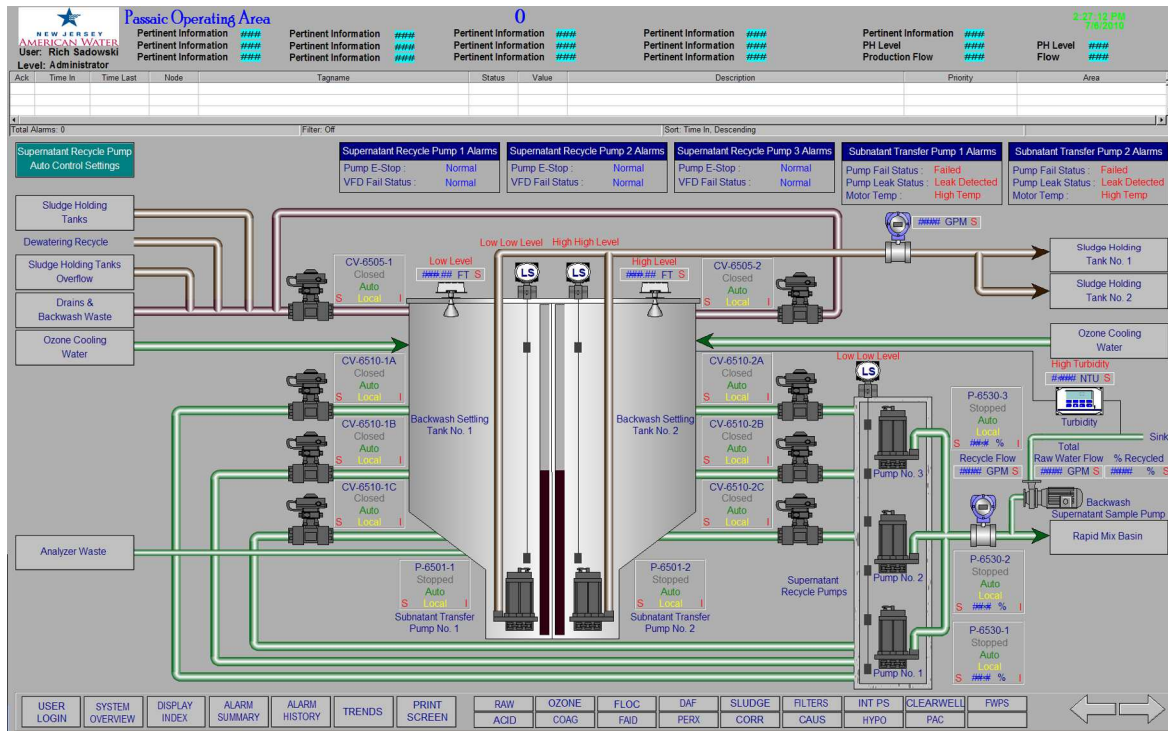 Passaic Operating Area
0
2:27:12 PM
7/6/2010
NEW JERSEY
AMERICAN WATER
User: Rich Sadowski
Level: Administrator
Pertinent Information ### Pertinent Information ### Pertinent Information ### Pertinent Information ### Pertinent Information ###
Pertinent Information ### Pertinent Information ### Pertinent Information ### Pertinent Information ### PH Level ### PH Level ###
Pertinent Information ### Pertinent Information ### Pertinent Information ### Pertinent Information ### Production Flow ### Flow ###
Ack Time In Time Last Node Tagname Status Value Description Priority Area
Total Alarms: 0 Filter: Off Sort: Time In, Descending
Supernatant Recycle Pump
Auto Control Settings
Supernatant Recycle Pump 1 Alarms
Pump E-Stop : Normal
VFD Fail Status : Normal
Supernatant Recycle Pump 2 Alarms
Pump E-Stop : Normal
VFD Fail Status : Normal
Supernatant Recycle Pump 3 Alarms
Pump E-Stop : Normal
VFD Fail Status : Normal
Subnatant Transfer Pump 1 Alarms
Pump Fail Status : Failed
Pump Leak Status : Leak Detected
Motor Temp : High Temp
Subnatant Transfer Pump 2 Alarms
Pump Fail Status : Failed
Pump Leak Status : Leak Detected
Motor Temp : High Temp
Sludge Holding
Tanks
Dewatering Recycle
Sludge Holding Tanks
Overflow
Drains &
Backwash Waste
Ozone Cooling
Water
Analyzer Waste
CV-6505-1
Closed
Auto
S Local I
Low Level
###.## FT S
Low Low Level
High High Level
LS
LS
High Level
###.## FT S
CV-6505-2
Closed
Auto
S Local I
#### GPM S
Sludge Holding
Tank No. 1
Sludge Holding
Tank No. 2
Ozone Cooling
Water
CV-6510-1A
Closed
Auto
S Local I
CV-6510-1B
Closed
Auto
S Local I
CV-6510-1C
Closed
Auto
S Local I
Backwash Settling
Tank No. 1
Backwash Settling
Tank No. 2
CV-6510-2A
Closed
Auto
S Local I
CV-6510-2B
Closed
Auto
S Local I
CV-6510-2C
Closed
Auto
S Local I
P-6501-1
Stopped
Auto
S Local I
Subnatant Transfer
Pump No. 1
P-6501-2
Stopped
Auto
S Local I
Subnatant Transfer
Pump No. 2
Low Low Level
LS
Pump No. 3
Pump No. 2
Pump No. 1
Supernatant
Recycle Pumps
P-6530-3
Stopped
Auto
Local
S ##.# % I
High Turbidity
#.### NTU S
Turbidity
Sink
Recycle Flow
#### GPM S
Total
Raw Water Flow
#### GPM S
% Recycled
#### % S
Backwash
Supernatant Sample Pump
Rapid Mix Basin
P-6530-2
Stopped
Auto
Local
S ##.# % I
P-6530-1
Stopped
Auto
Local
S ##.# % I
USER
LOGIN
SYSTEM
OVERVIEW
DISPLAY
INDEX
ALARM
SUMMARY
ALARM
HISTORY
TRENDS
PRINT
SCREEN
RAW OZONE FLOC DAF SLUDGE FILTERS INT PS CLEARWELL FWPS
ACID COAG FAID PERX CORR CAUS HYPO PAC